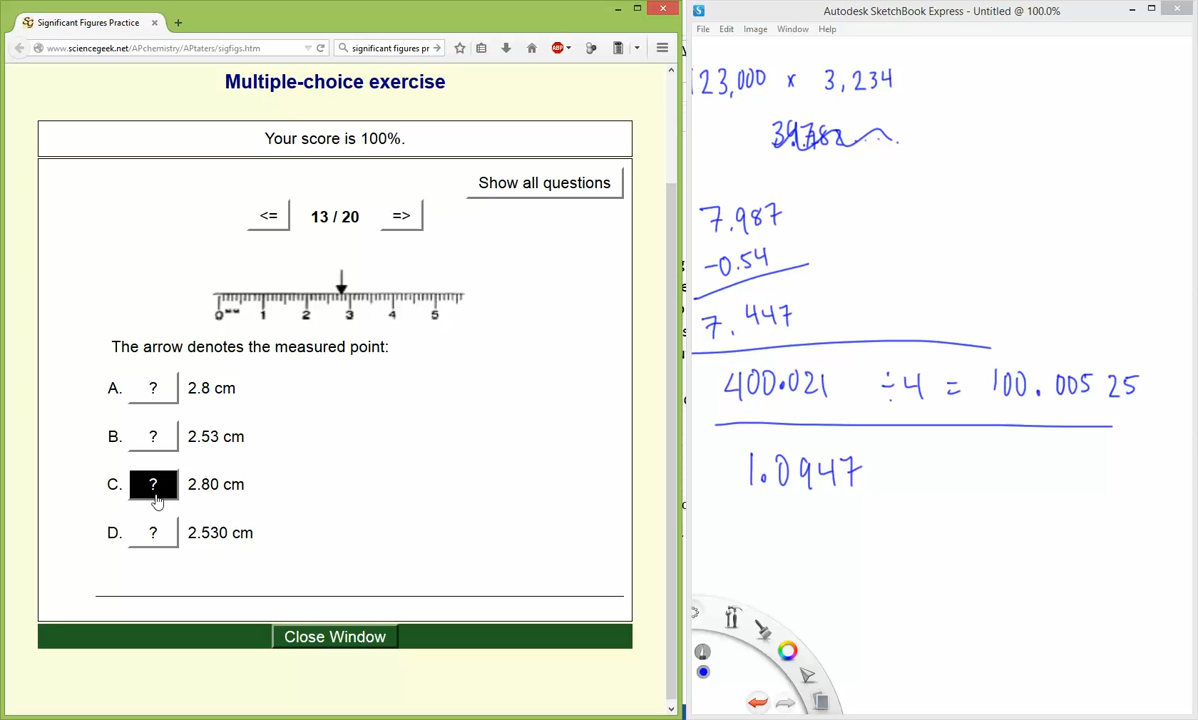 Significant Figures Practice
www.sciencegeek.net/APchemistry/APtaters/sigfigs.htm
significant figures pr
ABP
Multiple-choice exercise
Your score is 100%.
Show all questions
<= 13 / 20 =>
0 mm 1 2 3 4 5
The arrow denotes the measured point:
A. ? 2.8 cm
B. ? 2.53 cm
C. ? 2.80 cm
D. ? 2.530 cm
Close Window
Autodesk SketchBook Express - Untitled @ 100.0%
File Edit Image Window Help
123,000 x 3,234
7.987
-0.54
7.447
400.021 ÷ 4 = 100.005 25
1.0947